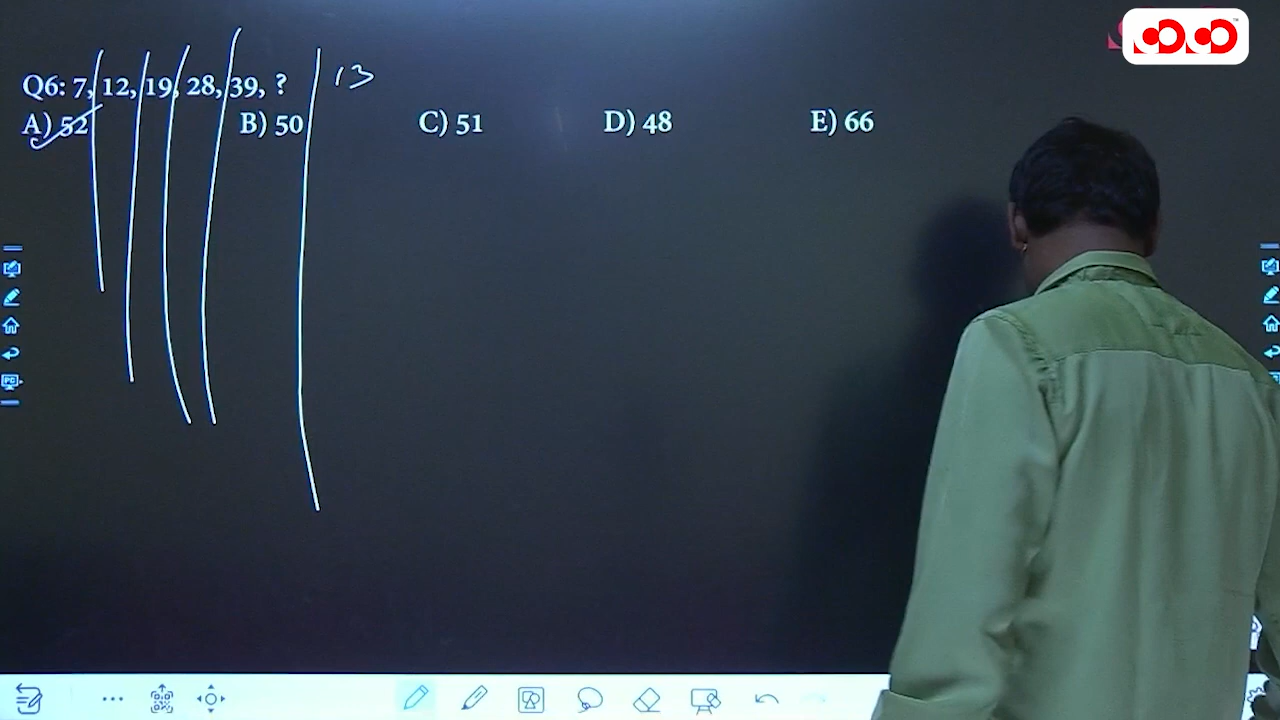 Q6: 7, 12, 19, 28, 39, ? 13
A) 52 B) 50 C) 51 D) 48 E) 66